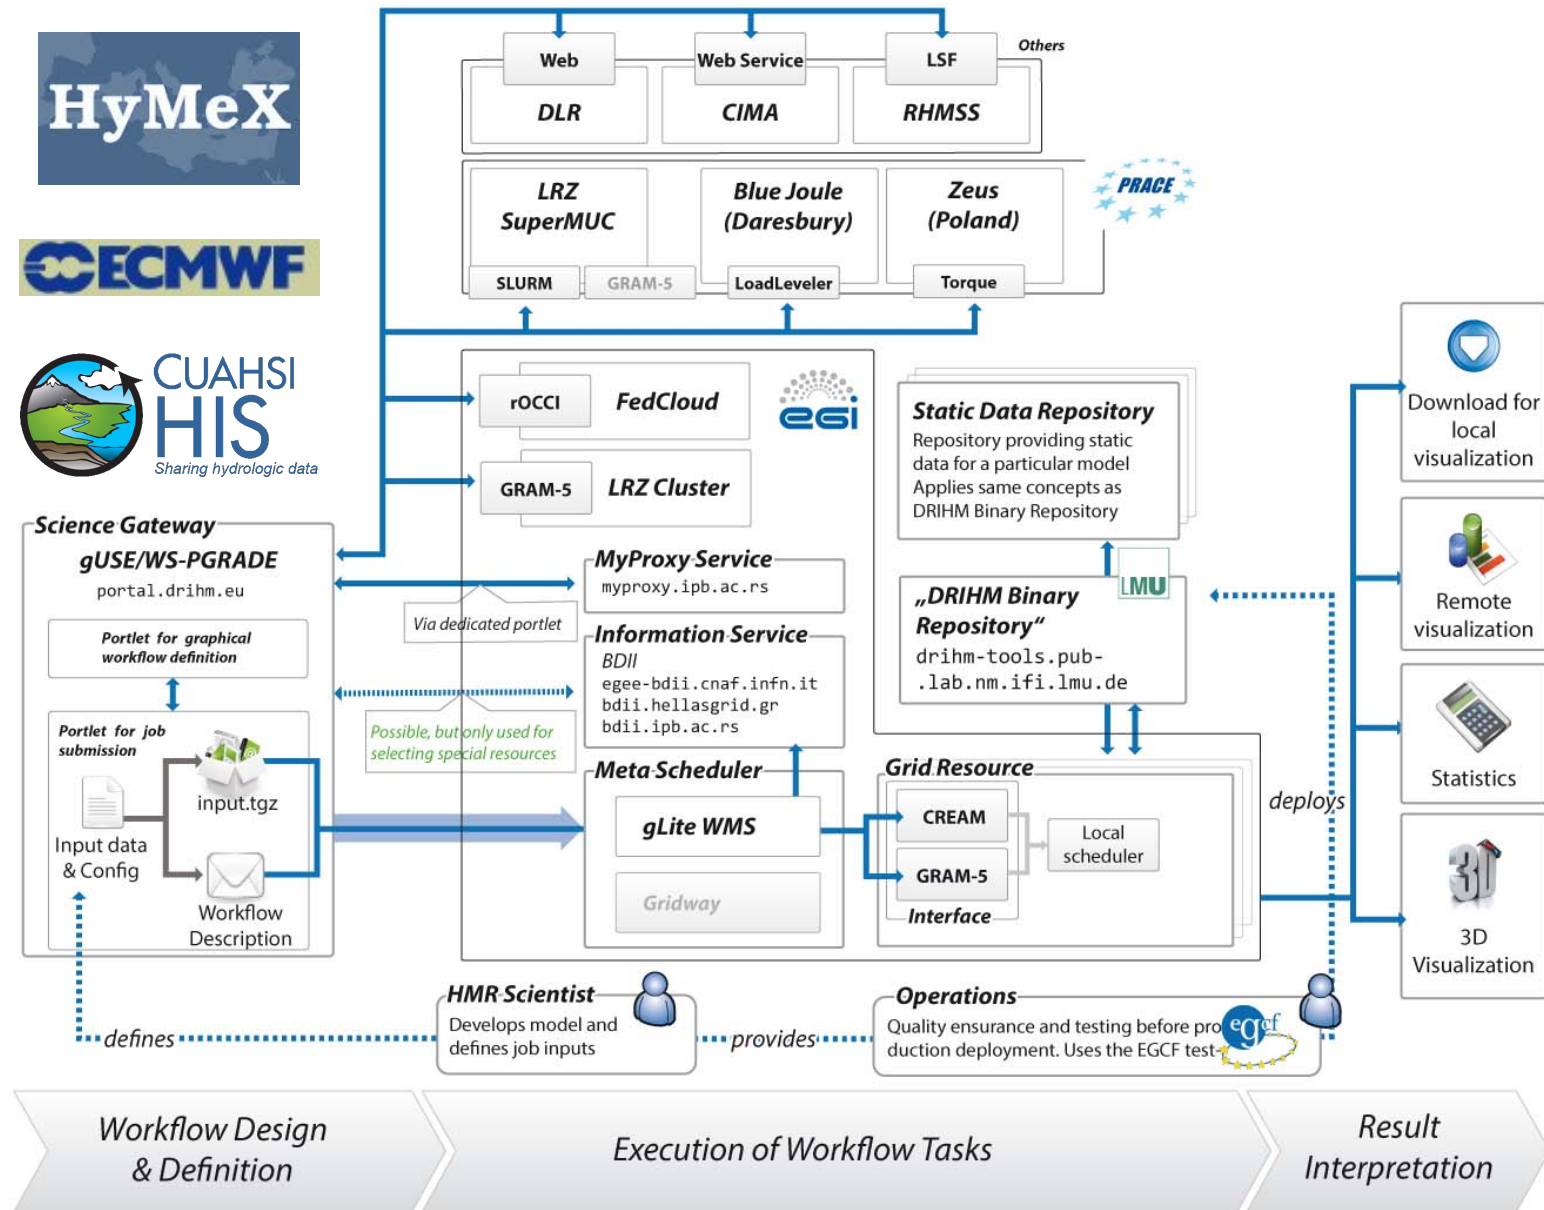 HyMeX
ECMWF
CUAHSI
HIS
Sharing hydrologic data
Web
Web Service
LSF
Others
DLR
CIMA
RHMSS
LRZ
SuperMUC
Blue Joule
(Daresbury)
Zeus
(Poland)
PRACE
SLURM
GRAM-5
LoadLeveler
Torque
rOCCI
FedCloud
egi
GRAM-5
LRZ Cluster
Static Data Repository
Repository providing static
data for a particular model
Applies same concepts as
DRIHM Binary Repository
Science Gateway
gUSE/WS-PGRADE
portal.drihm.eu
Portlet for graphical
workflow definition
Portlet for job
submission
input.tgz
Input data
& Config
Workflow
Description
MyProxy Service
myproxy.ipb.ac.rs
Via dedicated portlet
Information Service
BDII
egee-bdii.cnaf.infn.it
bdii.hellasgrid.gr
bdii.ipb.ac.rs
Possible, but only used for
selecting special resources
LMU
„DRIHM Binary
Repository“
drihm-tools.pub-
.lab.nm.ifi.lmu.de
Meta Scheduler
gLite WMS
Gridway
Grid Resource
CREAM
GRAM-5
Interface
Local
scheduler
deploys
Download for
local
visualization
Remote
visualization
Statistics
3D
3D
Visualization
defines
HMR Scientist
Develops model and
defines job inputs
provides
Operations
Quality ensurance and testing before pro
duction deployment. Uses the EGCF test-
egcf
Workflow Design
& Definition
Execution of Workflow Tasks
Result
Interpretation